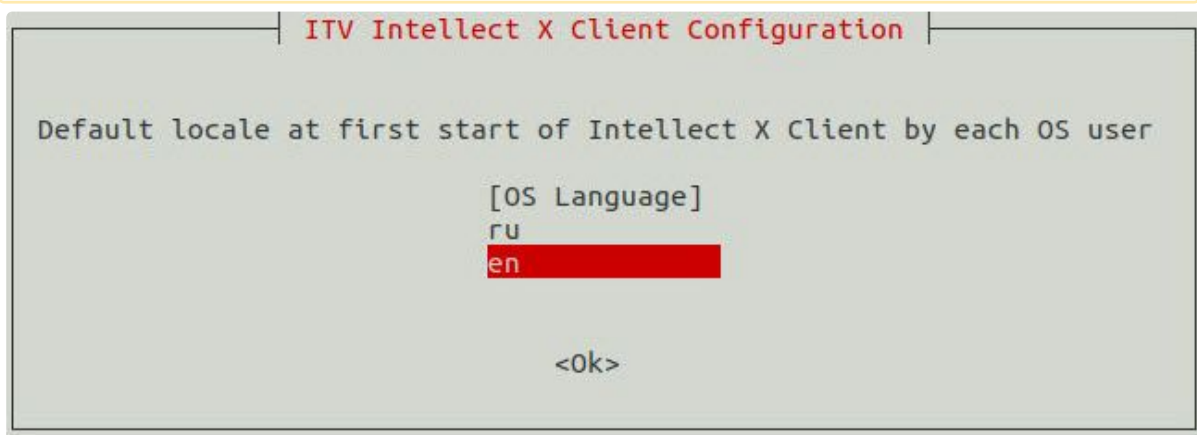 ITV Intellect X Client Configuration
Default locale at first start of Intellect X Client by each OS user
[OS Language]
ru
en
<Ok>